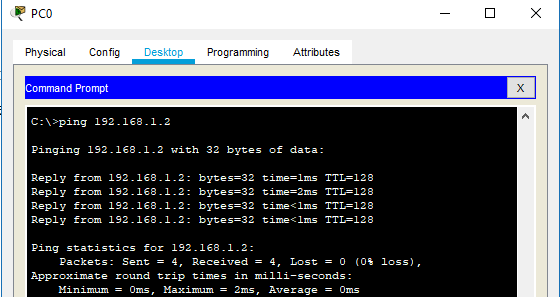 PC0
Physical Config Desktop Programming Attributes
Command Prompt X
C:\>ping 192.168.1.2
Pinging 192.168.1.2 with 32 bytes of data:
Reply from 192.168.1.2: bytes=32 time=1ms TTL=128
Reply from 192.168.1.2: bytes=32 time=2ms TTL=128
Reply from 192.168.1.2: bytes=32 time<1ms TTL=128
Reply from 192.168.1.2: bytes=32 time<1ms TTL=128
Ping statistics for 192.168.1.2:
Packets: Sent = 4, Received = 4, Lost = 0 (0% loss),
Approximate round trip times in milli-seconds:
Minimum = 0ms, Maximum = 2ms, Average = 0ms